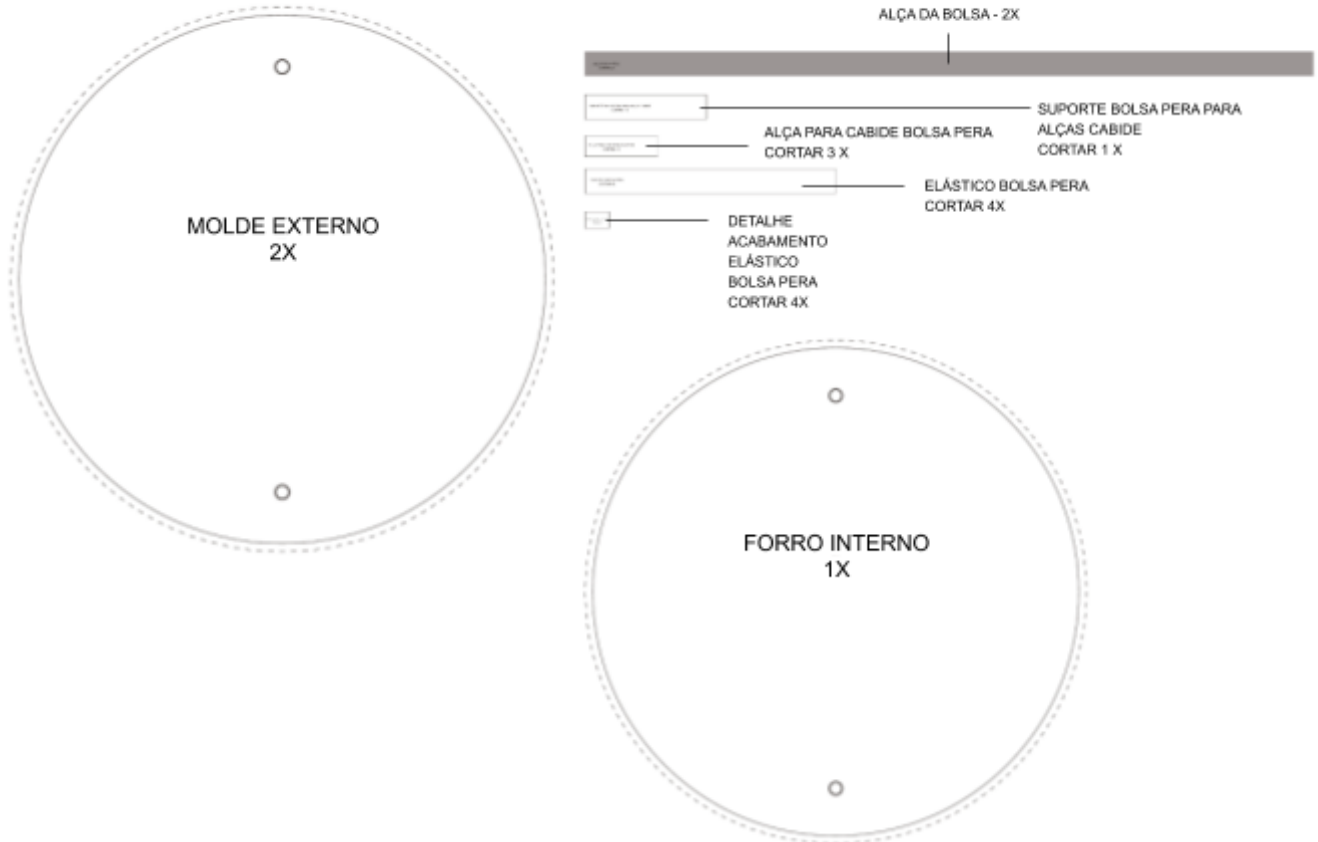 ALÇA DA BOLSA - 2X
SUPORTE BOLSA PERA PARA
ALÇAS CABIDE
CORTAR 1 X
ALÇA PARA CABIDE BOLSA PERA
CORTAR 3 X
ELÁSTICO BOLSA PERA
CORTAR 4X
DETALHE
ACABAMENTO
ELÁSTICO
BOLSA PERA
CORTAR 4X
MOLDE EXTERNO
2X
FORRO INTERNO
1X